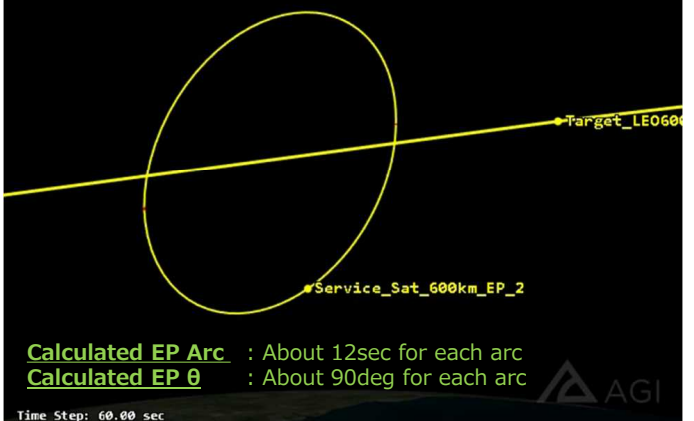 Target_LEO600
Service_Sat_600km_EP_2
Calculated EP Arc : About 12sec for each arc
Calculated EP θ : About 90deg for each arc
AGI
Time Step: 60.00 sec